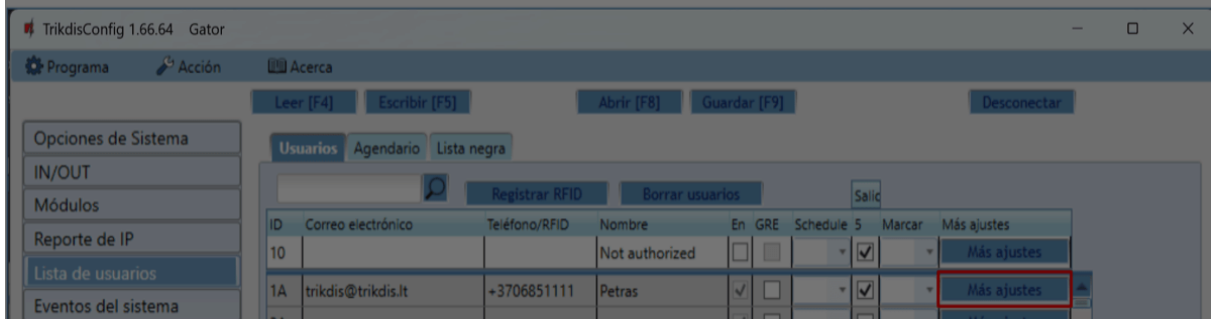 TrikdisConfig 1.66.64 Gator
Programa Acción Acerca
Leer [F4] Escribir [F5] Abrir [F8] Guardar [F9] Desconectar
Opciones de Sistema
IN/OUT
Módulos
Reporte de IP
Lista de usuarios
Eventos del sistema
Usuarios Agendario Lista negra
Registrar RFID Borrar usuarios Salic
ID Correo electrónico Teléfono/RFID Nombre En GRE Schedule 5 Marcar Más ajustes
10 Not authorized Más ajustes
1A trikdis@trikdis.lt +3706851111 Petras Más ajustes